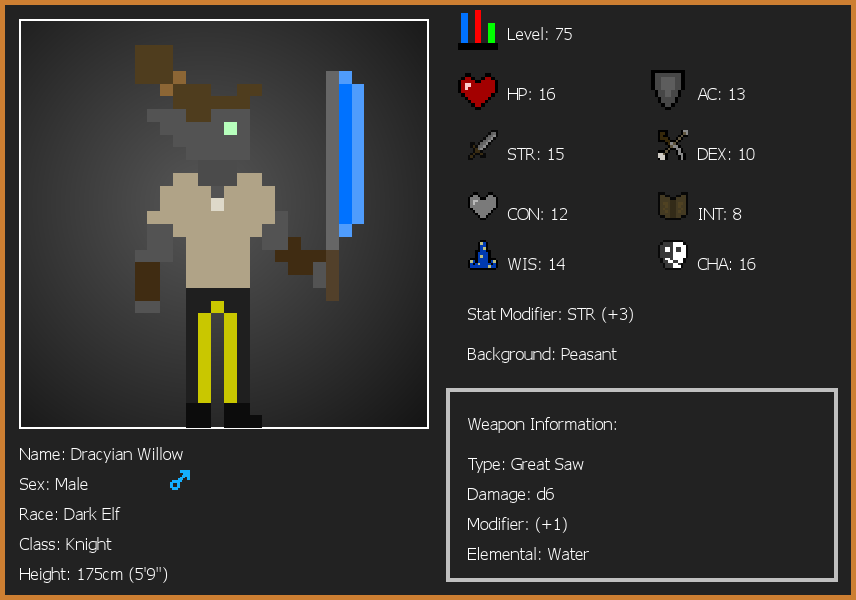 Level: 75
HP: 16
AC: 13
STR: 15
DEX: 10
CON: 12
INT: 8
WIS: 14
CHA: 16
Stat Modifier: STR (+3)
Background: Peasant
Weapon Information:
Type: Great Saw
Damage: d6
Modifier: (+1)
Elemental: Water
Name: Dracyian Willow
Sex: Male
Race: Dark Elf
Class: Knight
Height: 175cm (5'9")